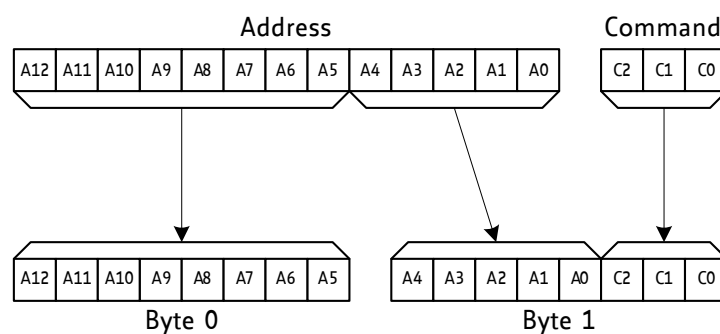 Address Command
A12 A11 A10 A9 A8 A7 A6 A5 A4 A3 A2 A1 A0 C2 C1 C0
A12 A11 A10 A9 A8 A7 A6 A5 A4 A3 A2 A1 A0 C2 C1 C0
Byte 0 Byte 1